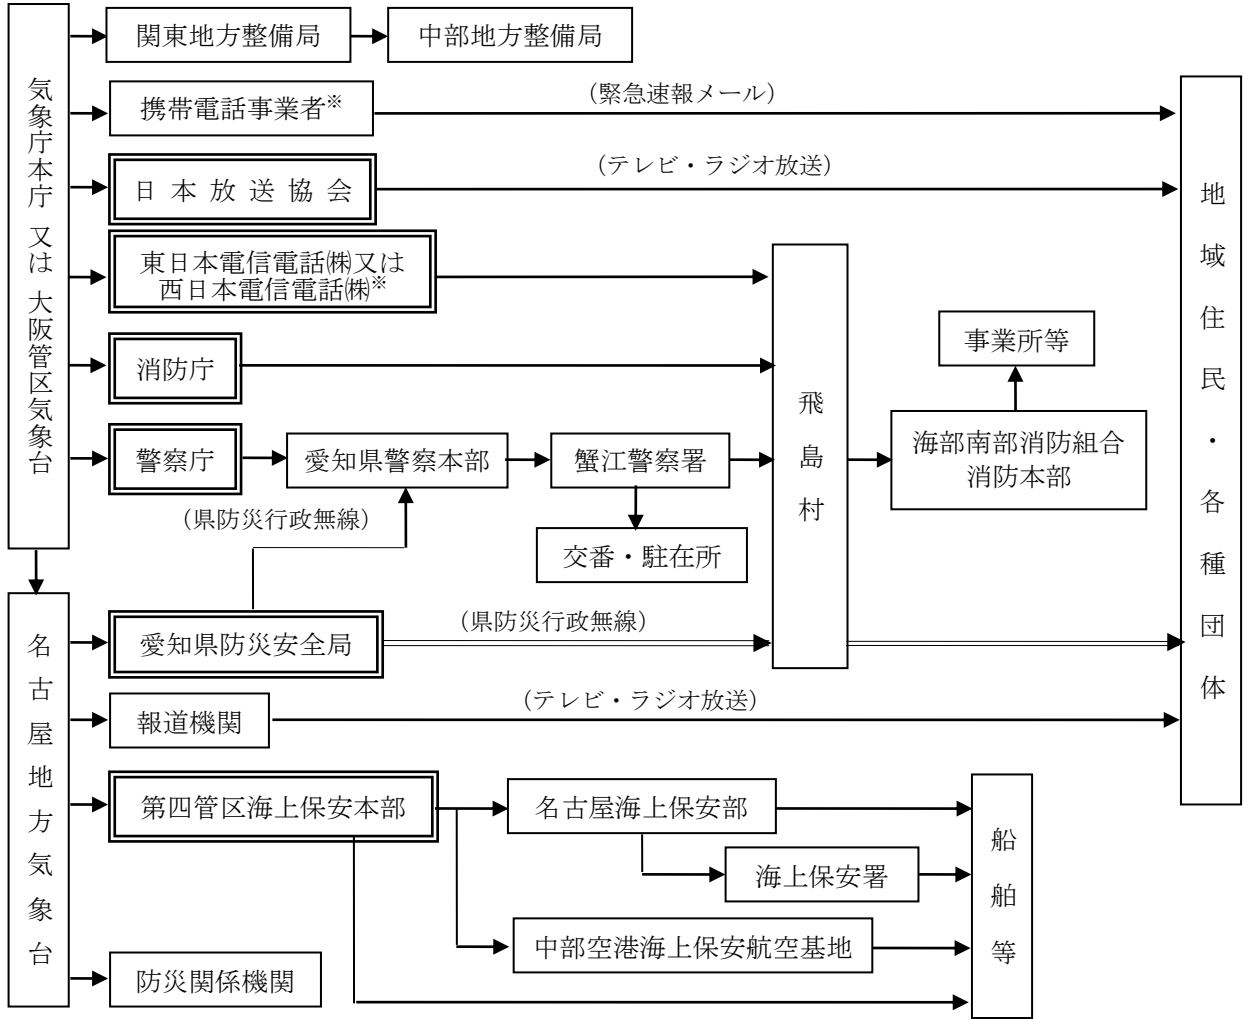 気象庁本庁 又は 大阪管区気象台
関東地方整備局
中部地方整備局
携帯電話事業者※
(緊急速報メール)
日本放送協会
(テレビ・ラジオ放送)
東日本電信電話㈱又は
西日本電信電話㈱※
消防庁
警察庁
愛知県警察本部
蟹江警察署
交番・駐在所
(県防災行政無線)
飛島村
事業所等
海部南部消防組合
消防本部
地域住民・各種団体
名古屋地方気象台
愛知県防災安全局
(県防災行政無線)
報道機関
(テレビ・ラジオ放送)
第四管区海上保安本部
名古屋海上保安部
海上保安署
中部空港海上保安航空基地
船舶等
防災関係機関